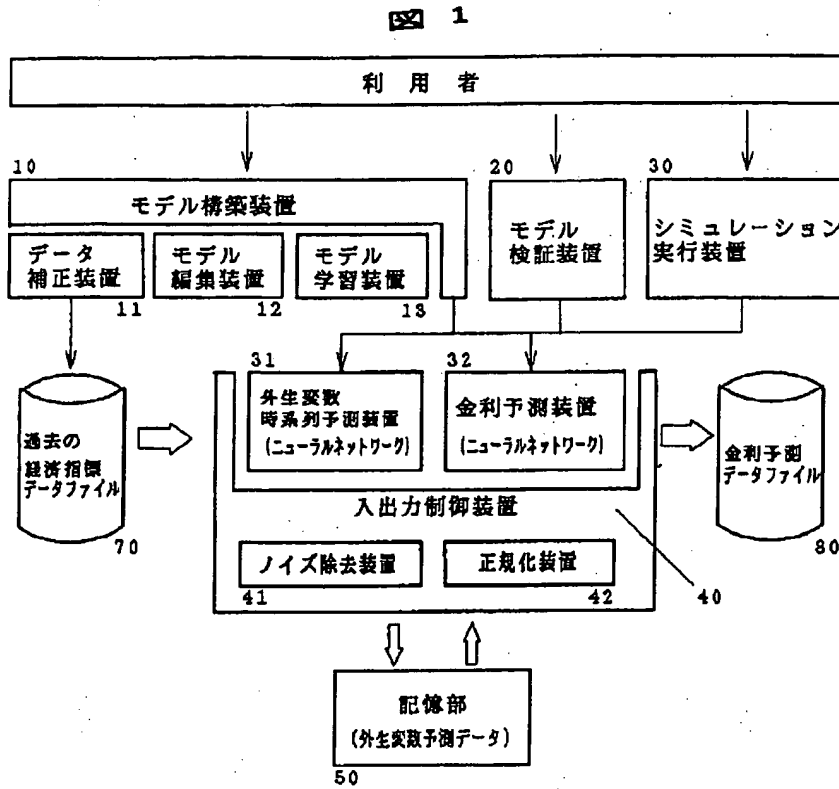 図 1
利 用 者
10
モデル構築装置
データ
補正装置
11
モデル
編集装置
12
モデル
学習装置
13
20
モデル
検証装置
30
シミュレーション
実行装置
過去の
経済指標
データファイル
70
31
外生変数
時系列予測装置
(ニューラルネットワーク)
32
金利予測装置
(ニューラルネットワーク)
入出力制御装置
ノイズ除去装置
41
正規化装置
42
40
金利予測
データファイル
80
記憶部
(外生変数予測データ)
50